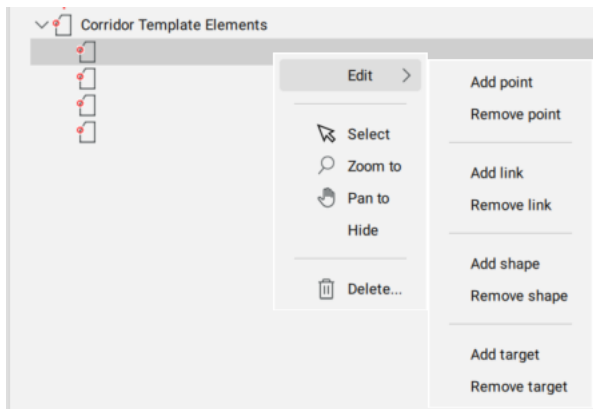 Corridor Template Elements
Edit
Select
Zoom to
Pan to
Hide
Delete...
Add point
Remove point
Add link
Remove link
Add shape
Remove shape
Add target
Remove target